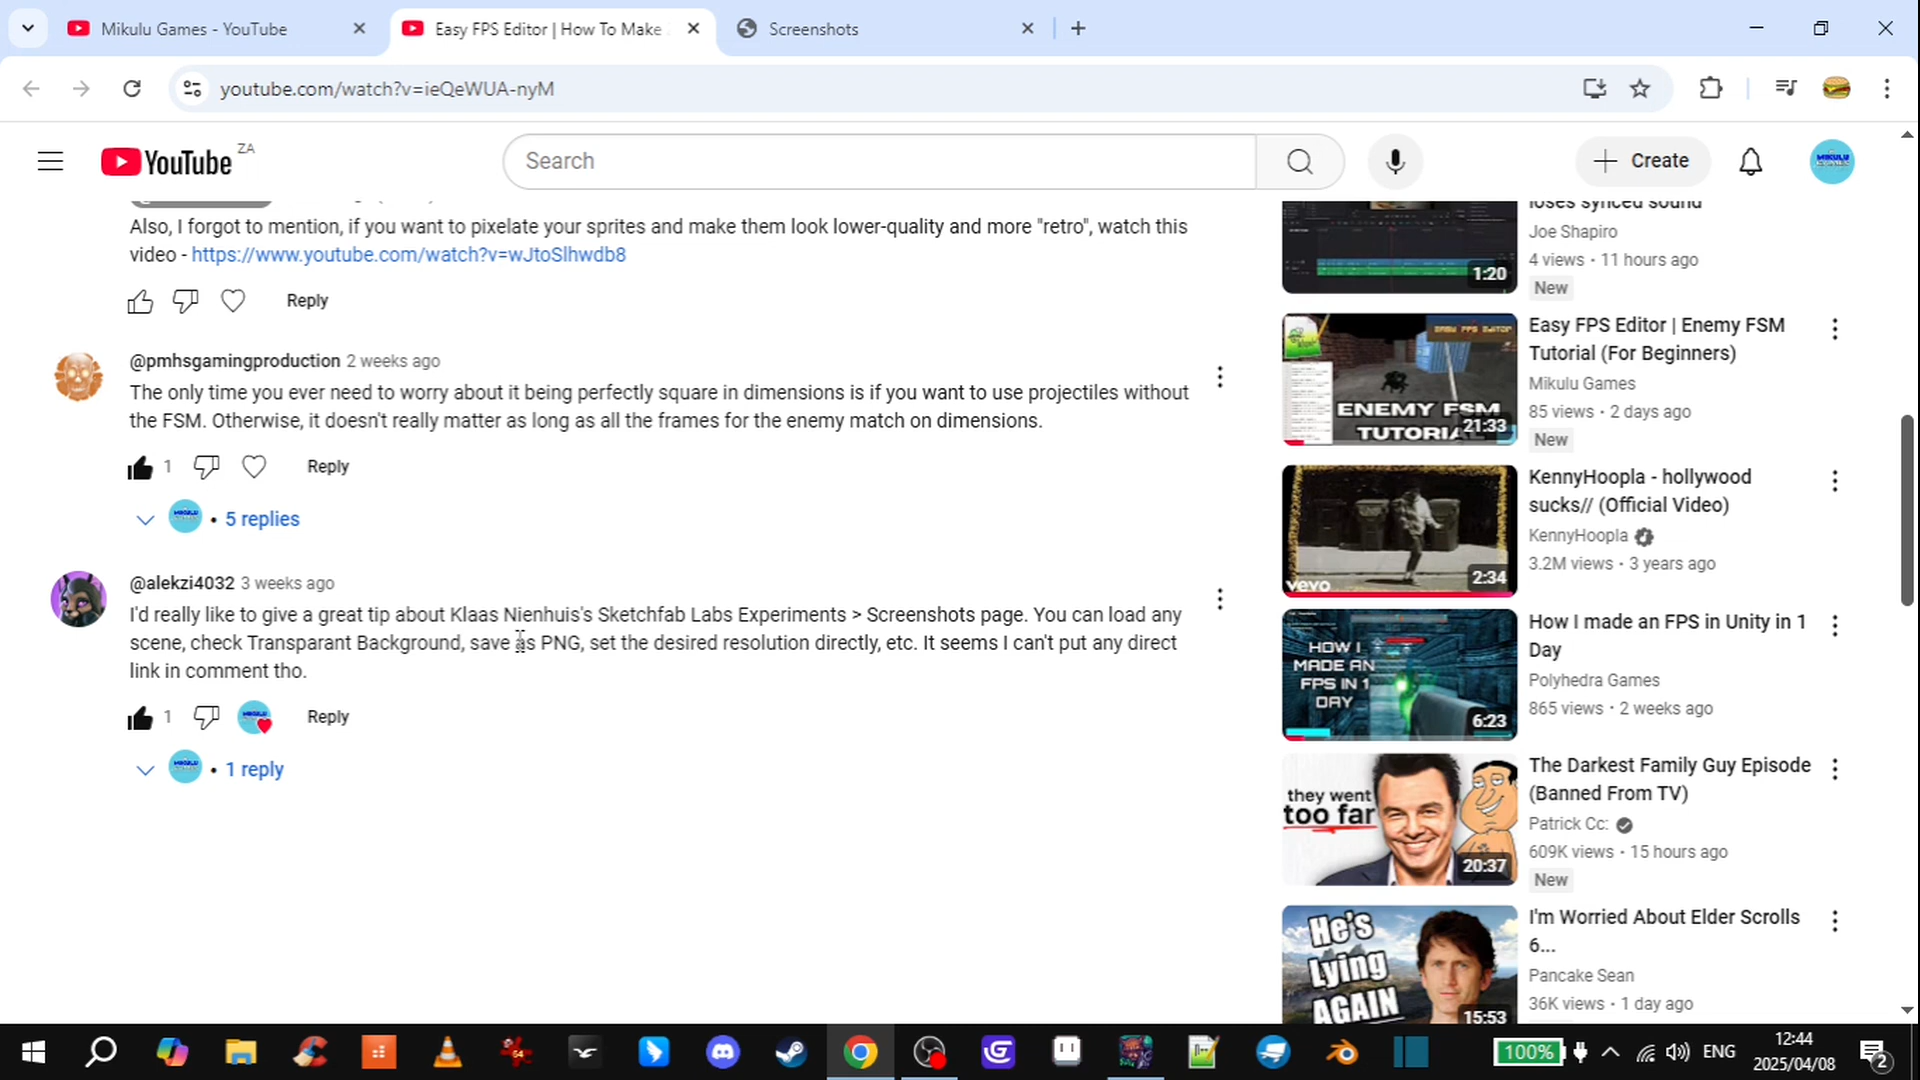 Mikulu Games - YouTube
Easy FPS Editor | How To Make
Screenshots
youtube.com/watch?v=ieQeWUA-nyM
YouTube ZA
Search
Create
Also, I forgot to mention, if you want to pixelate your sprites and make them look lower-quality and more "retro", watch this
video - https://www.youtube.com/watch?v=wJtoSlhwdb8
Reply
@pmhsgamingproduction 2 weeks ago
The only time you ever need to worry about it being perfectly square in dimensions is if you want to use projectiles without
the FSM. Otherwise, it doesn't really matter as long as all the frames for the enemy match on dimensions.
1
Reply
• 5 replies
@alekzi4032 3 weeks ago
I'd really like to give a great tip about Klaas Nienhuis's Sketchfab Labs Experiments > Screenshots page. You can load any
scene, check Transparant Background, save as PNG, set the desired resolution directly, etc. It seems I can't put any direct
link in comment tho.
1
Reply
• 1 reply
loses synced sound
Joe Shapiro
4 views • 11 hours ago
New
1:20
Easy FPS Editor | Enemy FSM
Tutorial (For Beginners)
Mikulu Games
85 views • 2 days ago
New
EASY FPS EDITOR
ENEMY FSM
TUTORIAL
21:33
KennyHoopla - hollywood
sucks// (Official Video)
KennyHoopla
3.2M views • 3 years ago
vevo
2:34
How I made an FPS in Unity in 1
Day
Polyhedra Games
865 views • 2 weeks ago
HOW I
MADE AN
FPS IN 1
DAY
6:23
The Darkest Family Guy Episode
(Banned From TV)
Patrick Cc:
609K views • 15 hours ago
New
they went
too far
20:37
I'm Worried About Elder Scrolls
6...
Pancake Sean
36K views • 1 day ago
He's
Lying
AGAIN
15:53
64
100%
ENG
12:44
2025/04/08
2